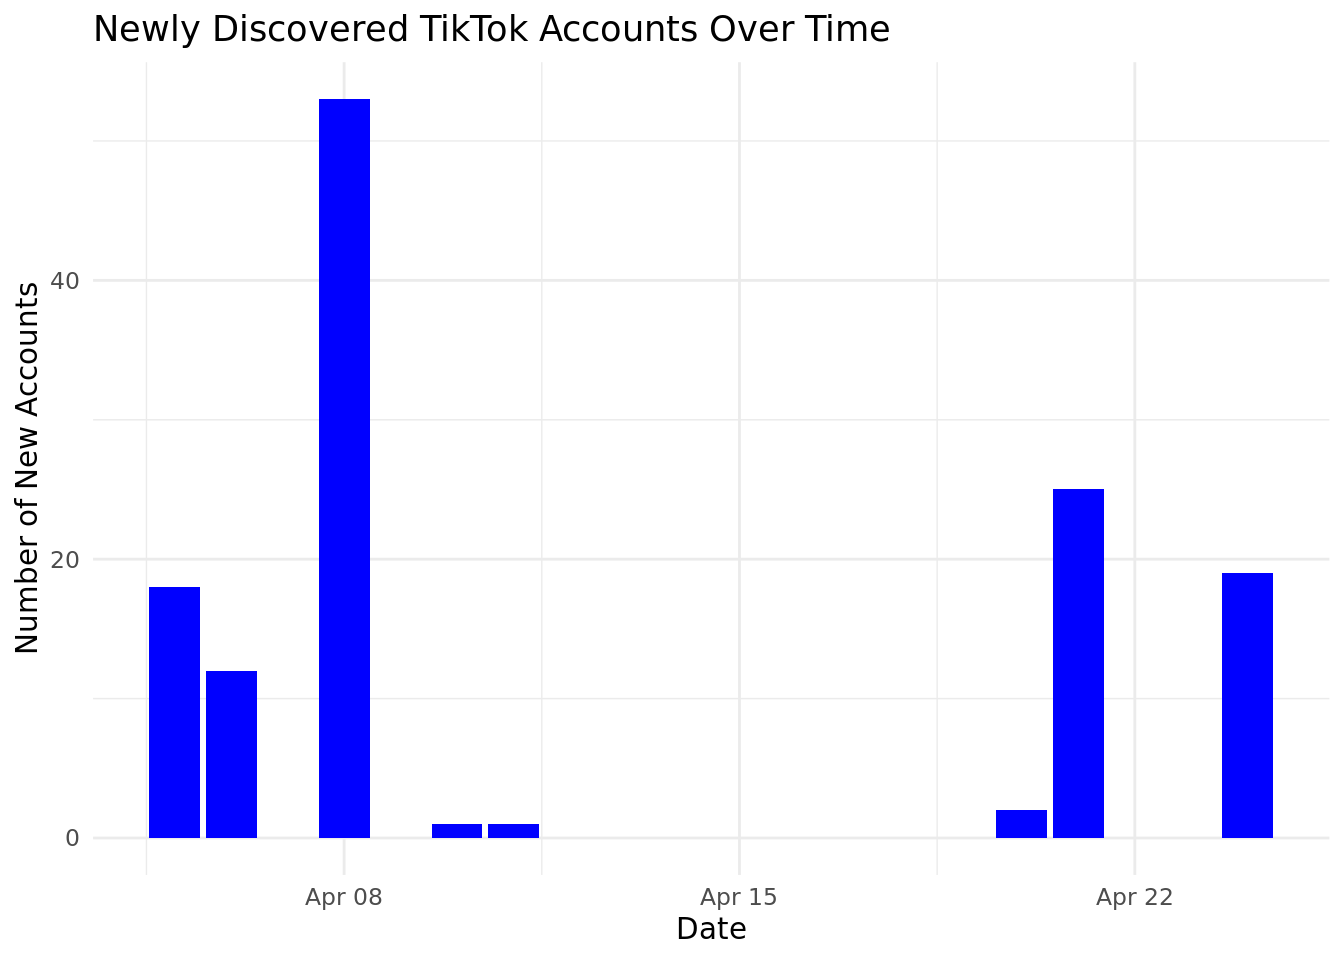 Newly Discovered TikTok Accounts Over Time
Number of New Accounts
40
20
0
Apr 08
Apr 15
Apr 22
Date